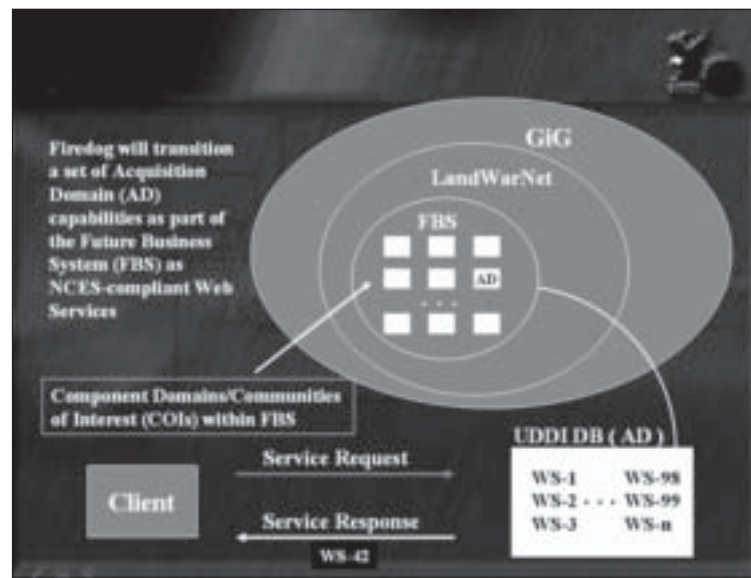 Firedog will transition
a set of Acquisition
Domain (AD)
capabilities as part of
the Future Business
System (FBS) as
NCES-compliant Web
Services
GiG
LandWarNet
FBS
AD
. . .
Component Domains/Communities
of Interest (COIs) within FBS
UDDI DB ( AD )
Client
Service Request
Service Response
WS-42
WS-1 WS-98
WS-2 . . . WS-99
WS-3 WS-n